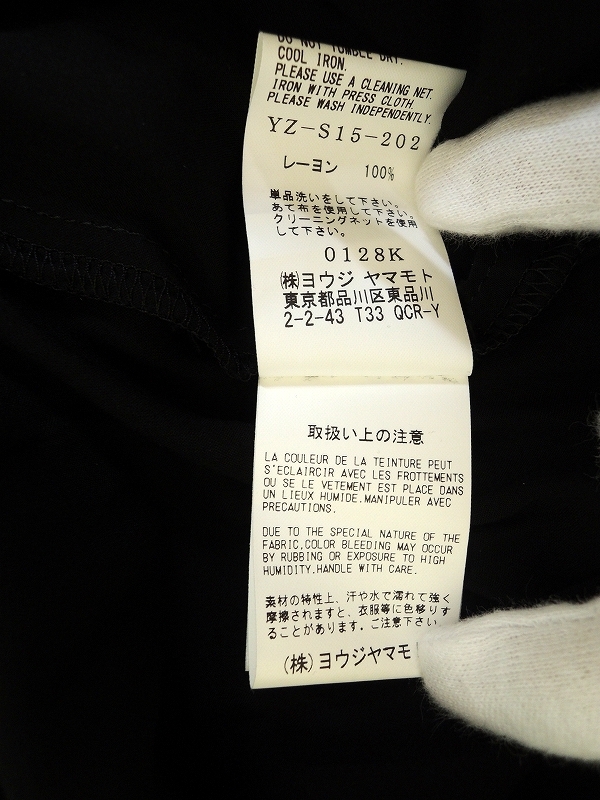 DO NOT TUMBLE DRY.
COOL IRON.
PLEASE USE A CLEANING NET.
IRON WITH PRESS CLOTH
PLEASE WASH INDEPENDENTLY.
YZ-S15-202
レーヨン 100%
単品洗いをして下さい。
あて布を使用して下さい。
クリーニングネットを使用
して下さい。
0128K
㈱ヨウジ ヤマモト
東京都品川区東品川
2-2-43 T33 QCR-Y
取扱い上の注意
LA COULEUR DE LA TEINTURE PEUT
S'ECLAIRCIR AVEC LES FROTTEMENTS
OU SE LE VETEMENT EST PLACE DANS
UN LIEUX HUMIDE.MANIPULER AVEC
PRECAUTIONS.
DUE TO THE SPECIAL NATURE OF THE
FABRIC,COLOR BLEEDING MAY OCCUR
BY RUBBING OR EXPOSURE TO HIGH
HUMIDITY.HANDLE WITH CARE.
素材の特性上、汗や水で濡れて強く
摩擦されますと、衣服等に色移りす
ることがあります。ご注意下さい。
(株)ヨウジヤマモ